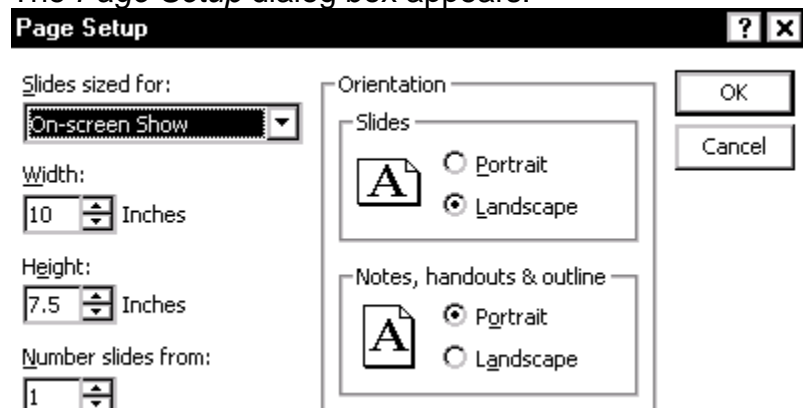 The Page Setup dialog box appears.
Page Setup
Slides sized for:
On-screen Show
Width:
10 Inches
Height:
7.5 Inches
Number slides from:
1
Orientation
Slides
A
Portrait
Landscape
Notes, handouts & outline
A
Portrait
Landscape
? x
OK
Cancel